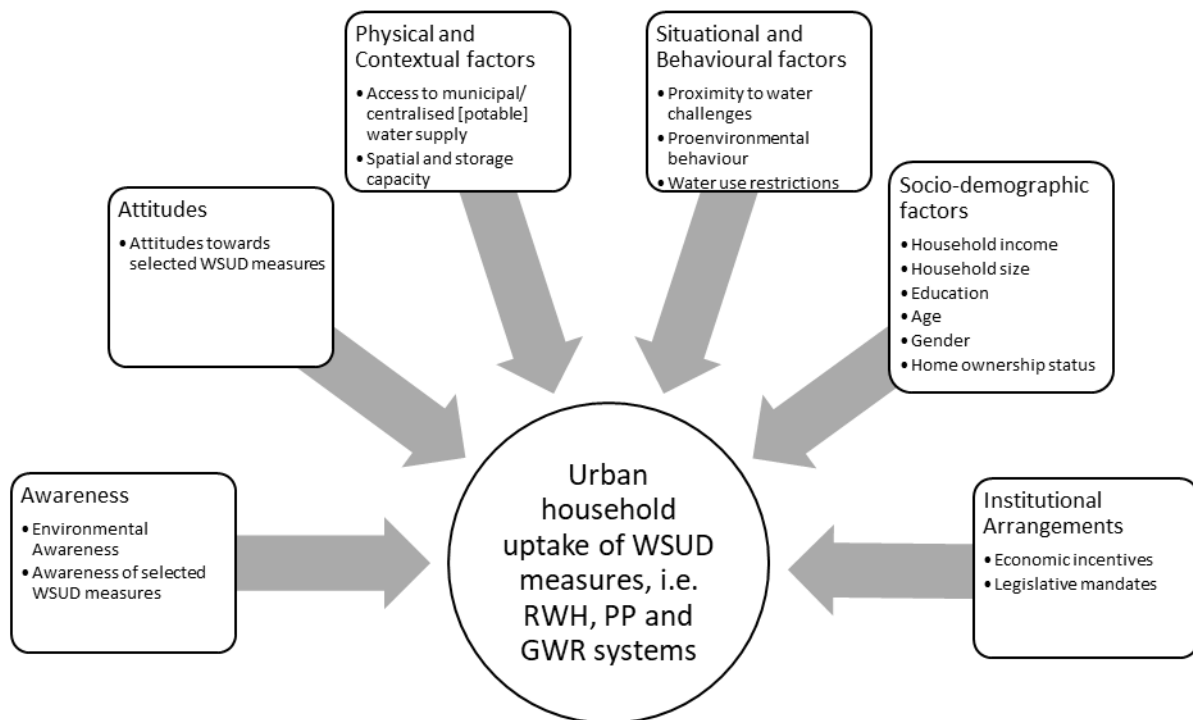 Physical and
Contextual factors
• Access to municipal/
centralised [potable]
water supply
• Spatial and storage
capacity
Situational and
Behavioural factors
• Proximity to water
challenges
• Proenvironmental
behaviour
• Water use restrictions
Attitudes
• Attitudes towards
selected WSUD measures
Socio-demographic
factors
• Household income
• Household size
• Education
• Age
• Gender
• Home ownership status
Awareness
• Environmental
Awareness
• Awareness of selected
WSUD measures
Urban
household
uptake of WSUD
measures, i.e.
RWH, PP and
GWR systems
Institutional
Arrangements
• Economic incentives
• Legislative mandates